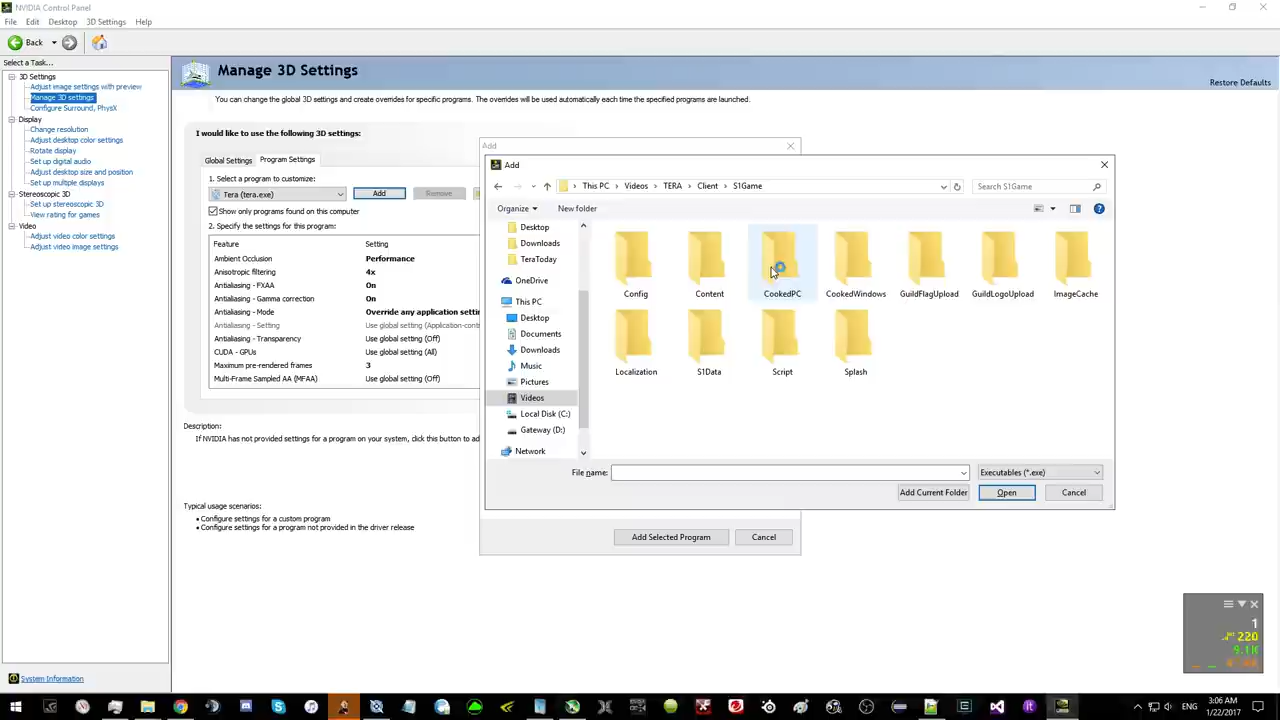 NVIDIA Control Panel
File Edit Desktop 3D Settings Help
Back
Select a Task...
3D Settings
Adjust image settings with preview
Manage 3D settings
Configure Surround, PhysX
Display
Change resolution
Adjust desktop color settings
Rotate display
Set up digital audio
Adjust desktop size and position
Set up multiple displays
Stereoscopic 3D
Set up stereoscopic 3D
View rating for games
Video
Adjust video color settings
Adjust video image settings
System Information
Manage 3D Settings
Restore Defaults
You can change the global 3D settings and create overrides for specific programs. The overrides will be used automatically each time the specified programs are launched.
I would like to use the following 3D settings:
Global Settings Program Settings
1. Select a program to customize:
Tera (tera.exe) Add Remove
Show only programs found on this computer
2. Specify the settings for this program:
Feature Setting
Ambient Occlusion Performance
Anisotropic filtering 4x
Antialiasing - FXAA On
Antialiasing - Gamma correction On
Antialiasing - Mode Override any application setti
Antialiasing - Setting Use global setting (Application-contr
Antialiasing - Transparency Use global setting (Off)
CUDA - GPUs Use global setting (All)
Maximum pre-rendered frames 3
Multi-Frame Sampled AA (MFAA) Use global setting (Off)
Description:
If NVIDIA has not provided settings for a program on your system, click this button to ad
Typical usage scenarios:
• Configure settings for a custom program
• Configure settings for a program not provided in the driver release
Add
Add
This PC Videos TERA Client S1Game
Search S1Game
Organize New folder
Desktop
Downloads
TeraToday
OneDrive
This PC
Desktop
Documents
Downloads
Music
Pictures
Videos
Local Disk (C:)
Gateway (D:)
Network
Config Content CookedPC CookedWindows GuildFlagUpload GuildLogoUpload ImageCache
Localization S1Data Script Splash
File name: Executables (*.exe)
Add Current Folder Open Cancel
Add Selected Program Cancel
1
220
ENG 3:06 AM
1/22/2017